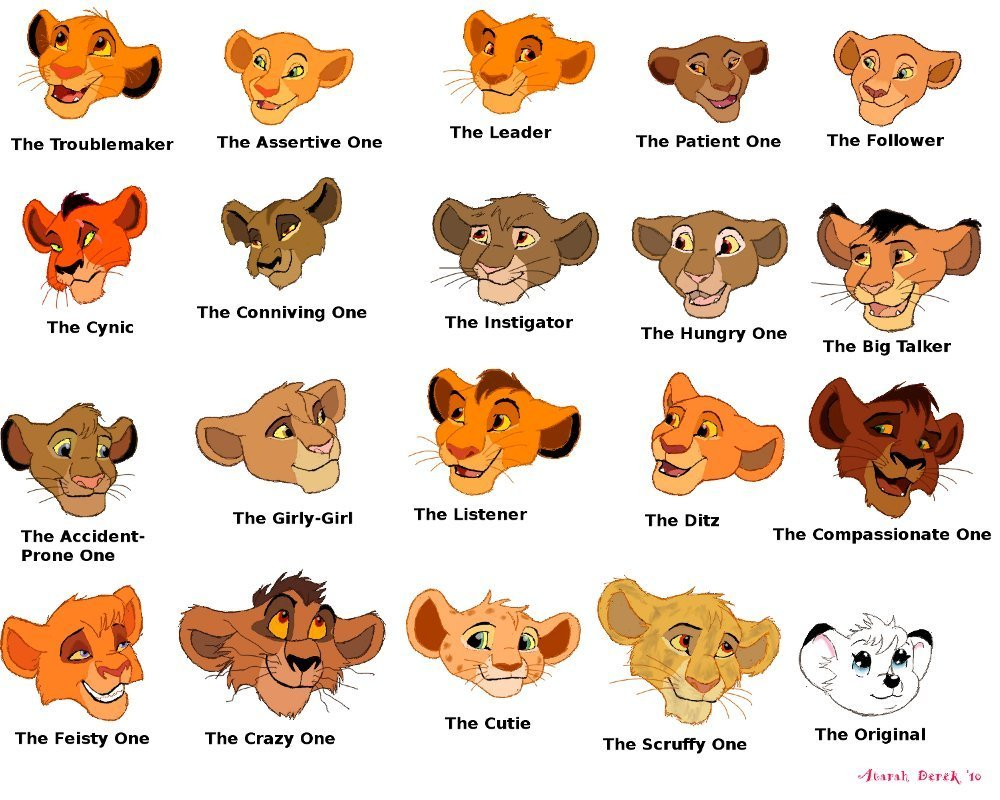 The Troublemaker
The Assertive One
The Leader
The Patient One
The Follower
The Cynic
The Conniving One
The Instigator
The Hungry One
The Big Talker
The Accident-
Prone One
The Girly-Girl
The Listener
The Ditz
The Compassionate One
The Feisty One
The Crazy One
The Cutie
The Scruffy One
The Original
Atarah Derek '10